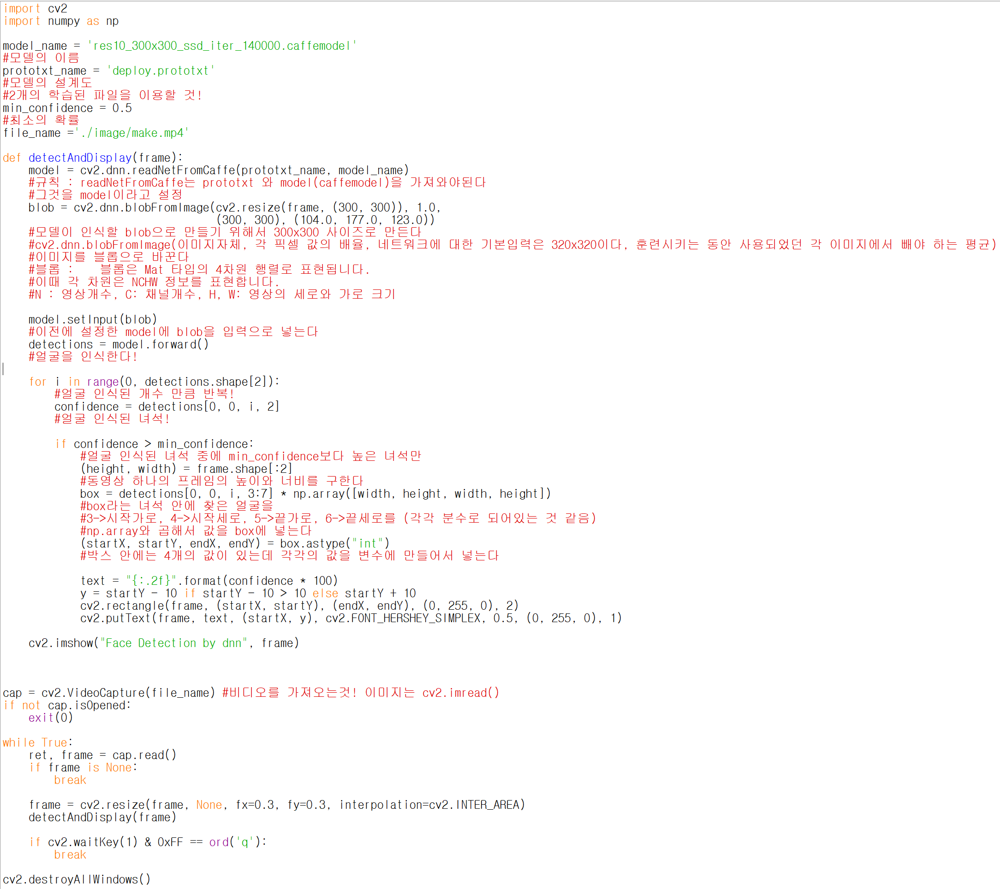 import cv2
import numpy as np
model_name = 'res10_300x300_ssd_iter_140000.caffemodel'
#모델의 이름
prototxt_name = 'deploy.prototxt'
#모델의 설계도
#2개의 학습된 파일을 이용할 것!
min_confidence = 0.5
#최소의 확률
file_name ='./image/make.mp4'
def detectAndDisplay(frame):
    model = cv2.dnn.readNetFromCaffe(prototxt_name, model_name)
    #규칙 : readNetFromCaffe는 prototxt 와 model(caffemodel)을 가져와야된다
    #그것을 model이라고 설정
    blob = cv2.dnn.blobFromImage(cv2.resize(frame, (300, 300)), 1.0,
                                 (300, 300), (104.0, 177.0, 123.0))
    #모델이 인식할 blob으로 만들기 위해서 300x300 사이즈로 만든다
    #cv2.dnn.blobFromImage(이미지자체, 각 픽셀 값의 배율, 네트워크에 대한 기본입력은 320x320이다, 훈련시키는 동안 사용되었던 각 이미지에서 빼야 하는 평균)
    #이미지를 블롭으로 바꾼다
    #블롭 :    블롭은 Mat 타입의 4차원 행렬로 표현됩니다.
    #이때 각 차원은 NCHW 정보를 표현합니다.
    #N : 영상개수, C: 채널개수, H, W: 영상의 세로와 가로 크기
    model.setInput(blob)
    #이전에 설정한 model에 blob을 입력으로 넣는다
    detections = model.forward()
    #얼굴을 인식한다!
    for i in range(0, detections.shape[2]):
        #얼굴 인식된 개수 만큼 반복!
        confidence = detections[0, 0, i, 2]
        #얼굴 인식된 녀석!
        if confidence > min_confidence:
            #얼굴 인식된 녀석 중에 min_confidence보다 높은 녀석만
            (height, width) = frame.shape[:2]
            #동영상 하나의 프레임의 높이와 너비를 구한다
            box = detections[0, 0, i, 3:7] * np.array([width, height, width, height])
            #box라는 녀석 안에 찾은 얼굴을
            #3->시작가로, 4->시작세로, 5->끝가로, 6->끝세로를 (각각 분수로 되어있는 것 같음)
            #np.array와 곱해서 값을 box에 넣는다
            (startX, startY, endX, endY) = box.astype("int")
            #박스 안에는 4개의 값이 있는데 각각의 값을 변수에 만들어서 넣는다
            text = "{:.2f}".format(confidence * 100)
            y = startY - 10 if startY - 10 > 10 else startY + 10
            cv2.rectangle(frame, (startX, startY), (endX, endY), (0, 255, 0), 2)
            cv2.putText(frame, text, (startX, y), cv2.FONT_HERSHEY_SIMPLEX, 0.5, (0, 255, 0), 1)
    cv2.imshow("Face Detection by dnn", frame)
cap = cv2.VideoCapture(file_name) #비디오를 가져오는것! 이미지는 cv2.imread()
if not cap.isOpened:
    exit(0)
while True:
    ret, frame = cap.read()
    if frame is None:
        break
    frame = cv2.resize(frame, None, fx=0.3, fy=0.3, interpolation=cv2.INTER_AREA)
    detectAndDisplay(frame)
    if cv2.waitKey(1) & 0xFF == ord('q'):
        break
cv2.destroyAllWindows()